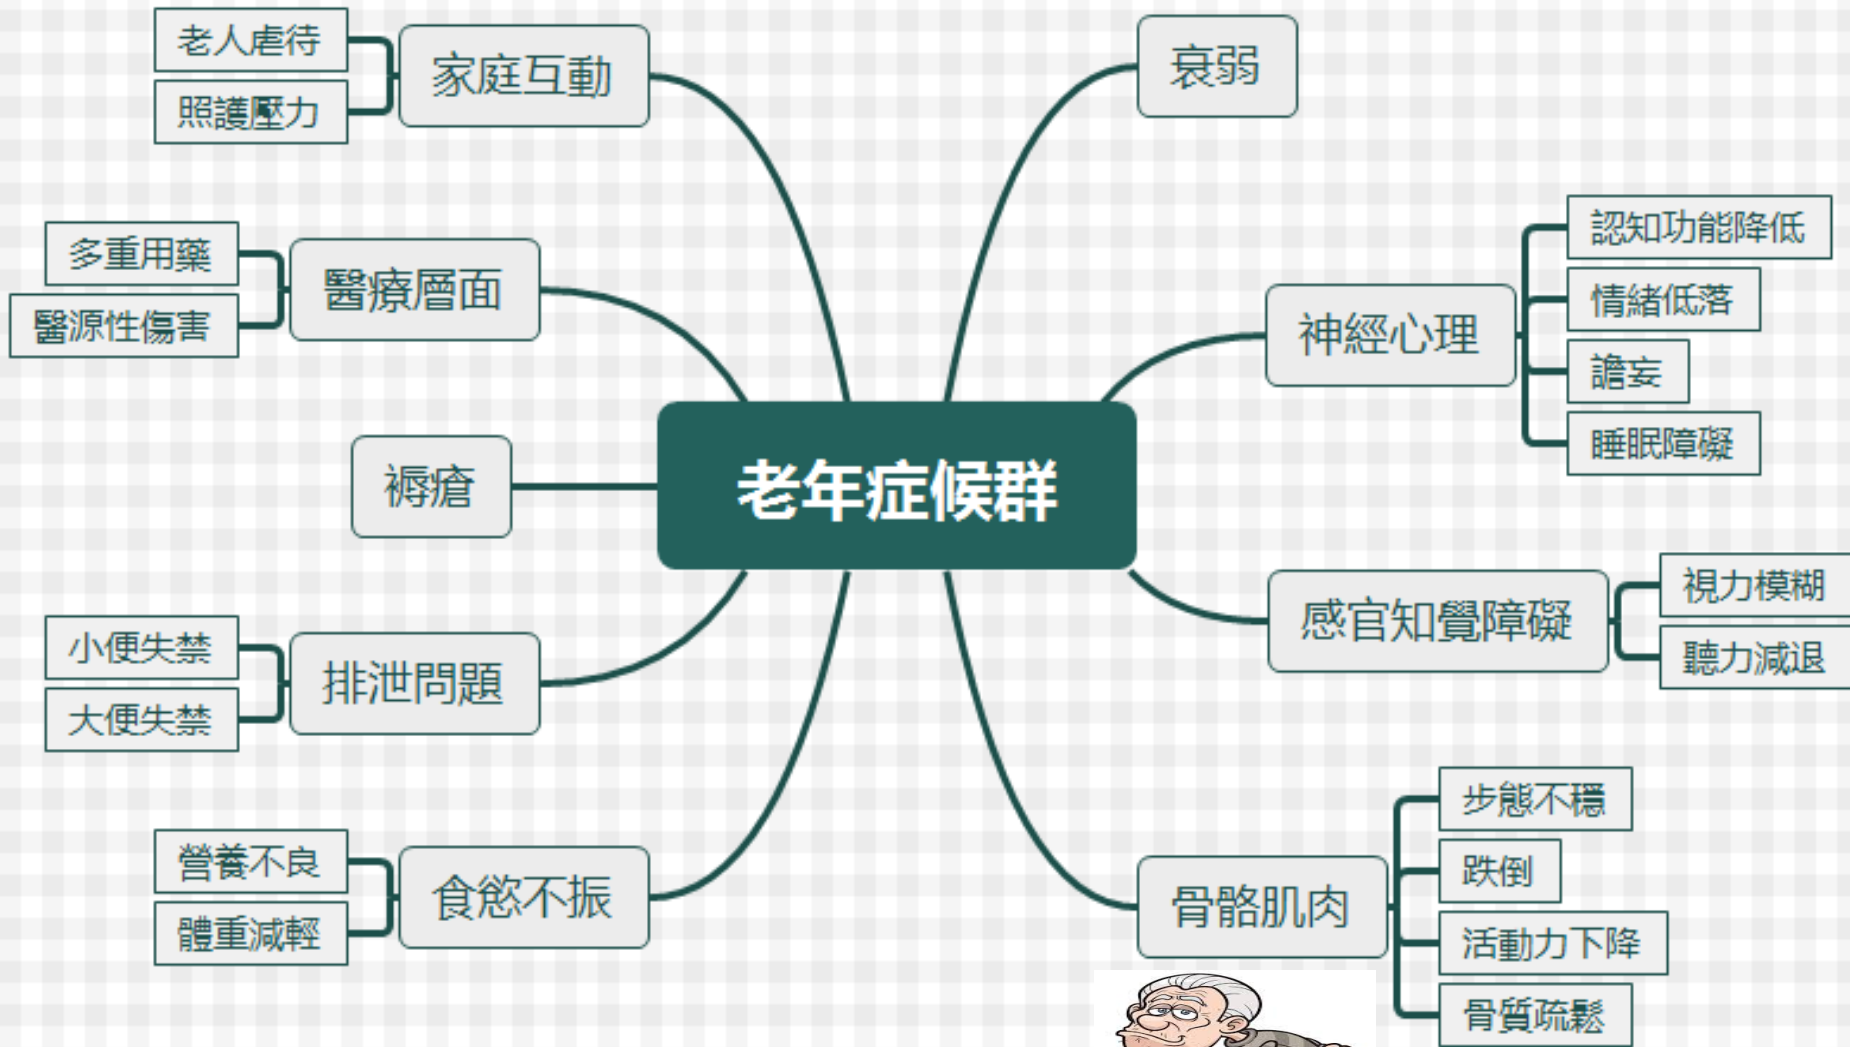 老年症候群
衰弱
神經心理
認知功能降低
情緒低落
譫妄
睡眠障礙
感官知覺障礙
視力模糊
聽力減退
骨骼肌肉
步態不穩
跌倒
活動力下降
骨質疏鬆
家庭互動
老人虐待
照護壓力
醫療層面
多重用藥
醫源性傷害
褥瘡
排泄問題
小便失禁
大便失禁
食慾不振
營養不良
體重減輕